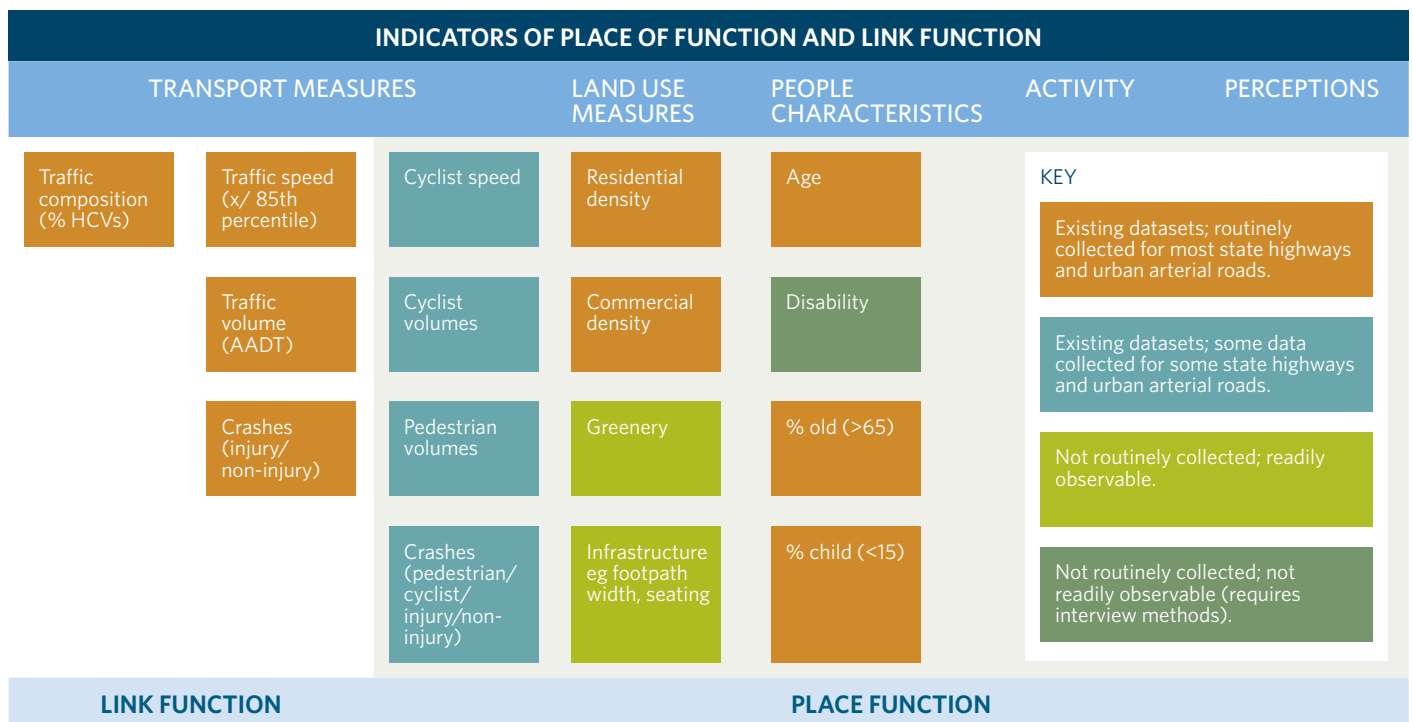 INDICATORS OF PLACE OF FUNCTION AND LINK FUNCTION
TRANSPORT MEASURES
LAND USE
MEASURES
PEOPLE
CHARACTERISTICS
ACTIVITY
PERCEPTIONS
Traffic
composition
(% HCVs)
Traffic speed
(x/ 85th
percentile)
Cyclist speed
Residential
density
Age
Traffic
volume
(AADT)
Cyclist
volumes
Commercial
density
Disability
Crashes
(injury/
non-injury)
Pedestrian
volumes
Greenery
% old (>65)
Crashes
(pedestrian/
cyclist/
injury/non-
injury)
Infrastructure
eg footpath
width, seating
% child (<15)
KEY
Existing datasets; routinely
collected for most state highways
and urban arterial roads.
Existing datasets; some data
collected for some state highways
and urban arterial roads.
Not routinely collected; readily
observable.
Not routinely collected; not
readily observable (requires
interview methods).
LINK FUNCTION
PLACE FUNCTION